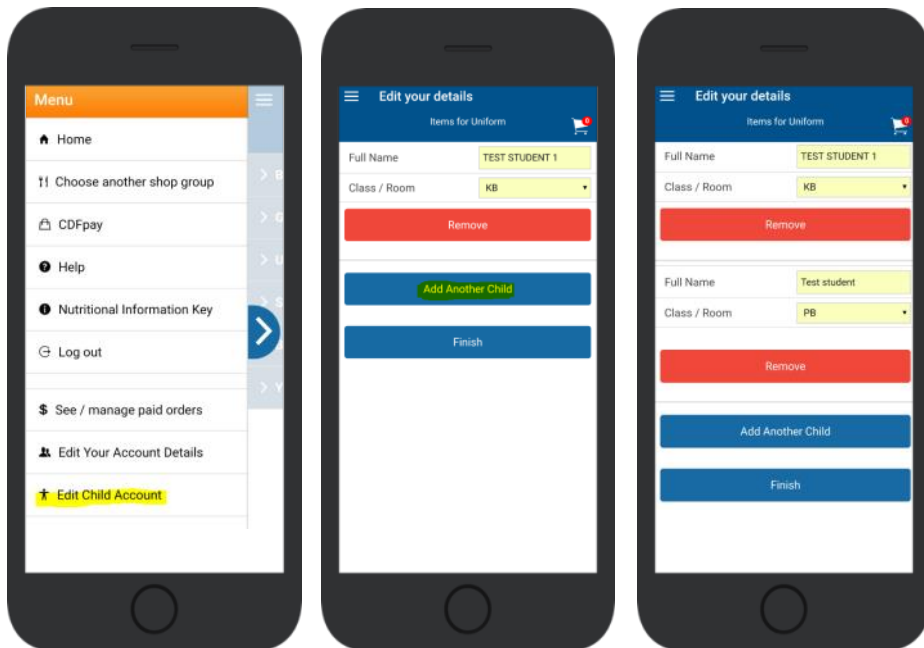 Menu
Home
Choose another shop group
CDFpay
Help
Nutritional Information Key
Log out
$ See / manage paid orders
Edit Your Account Details
Edit Child Account
B
G
U
S
Y
Edit your details
Items for Uniform
0
Full Name TEST STUDENT 1
Class / Room KB
Remove
Add Another Child
Finish
Edit your details
Items for Uniform
0
Full Name TEST STUDENT 1
Class / Room KB
Remove
Full Name Test student
Class / Room PB
Remove
Add Another Child
Finish